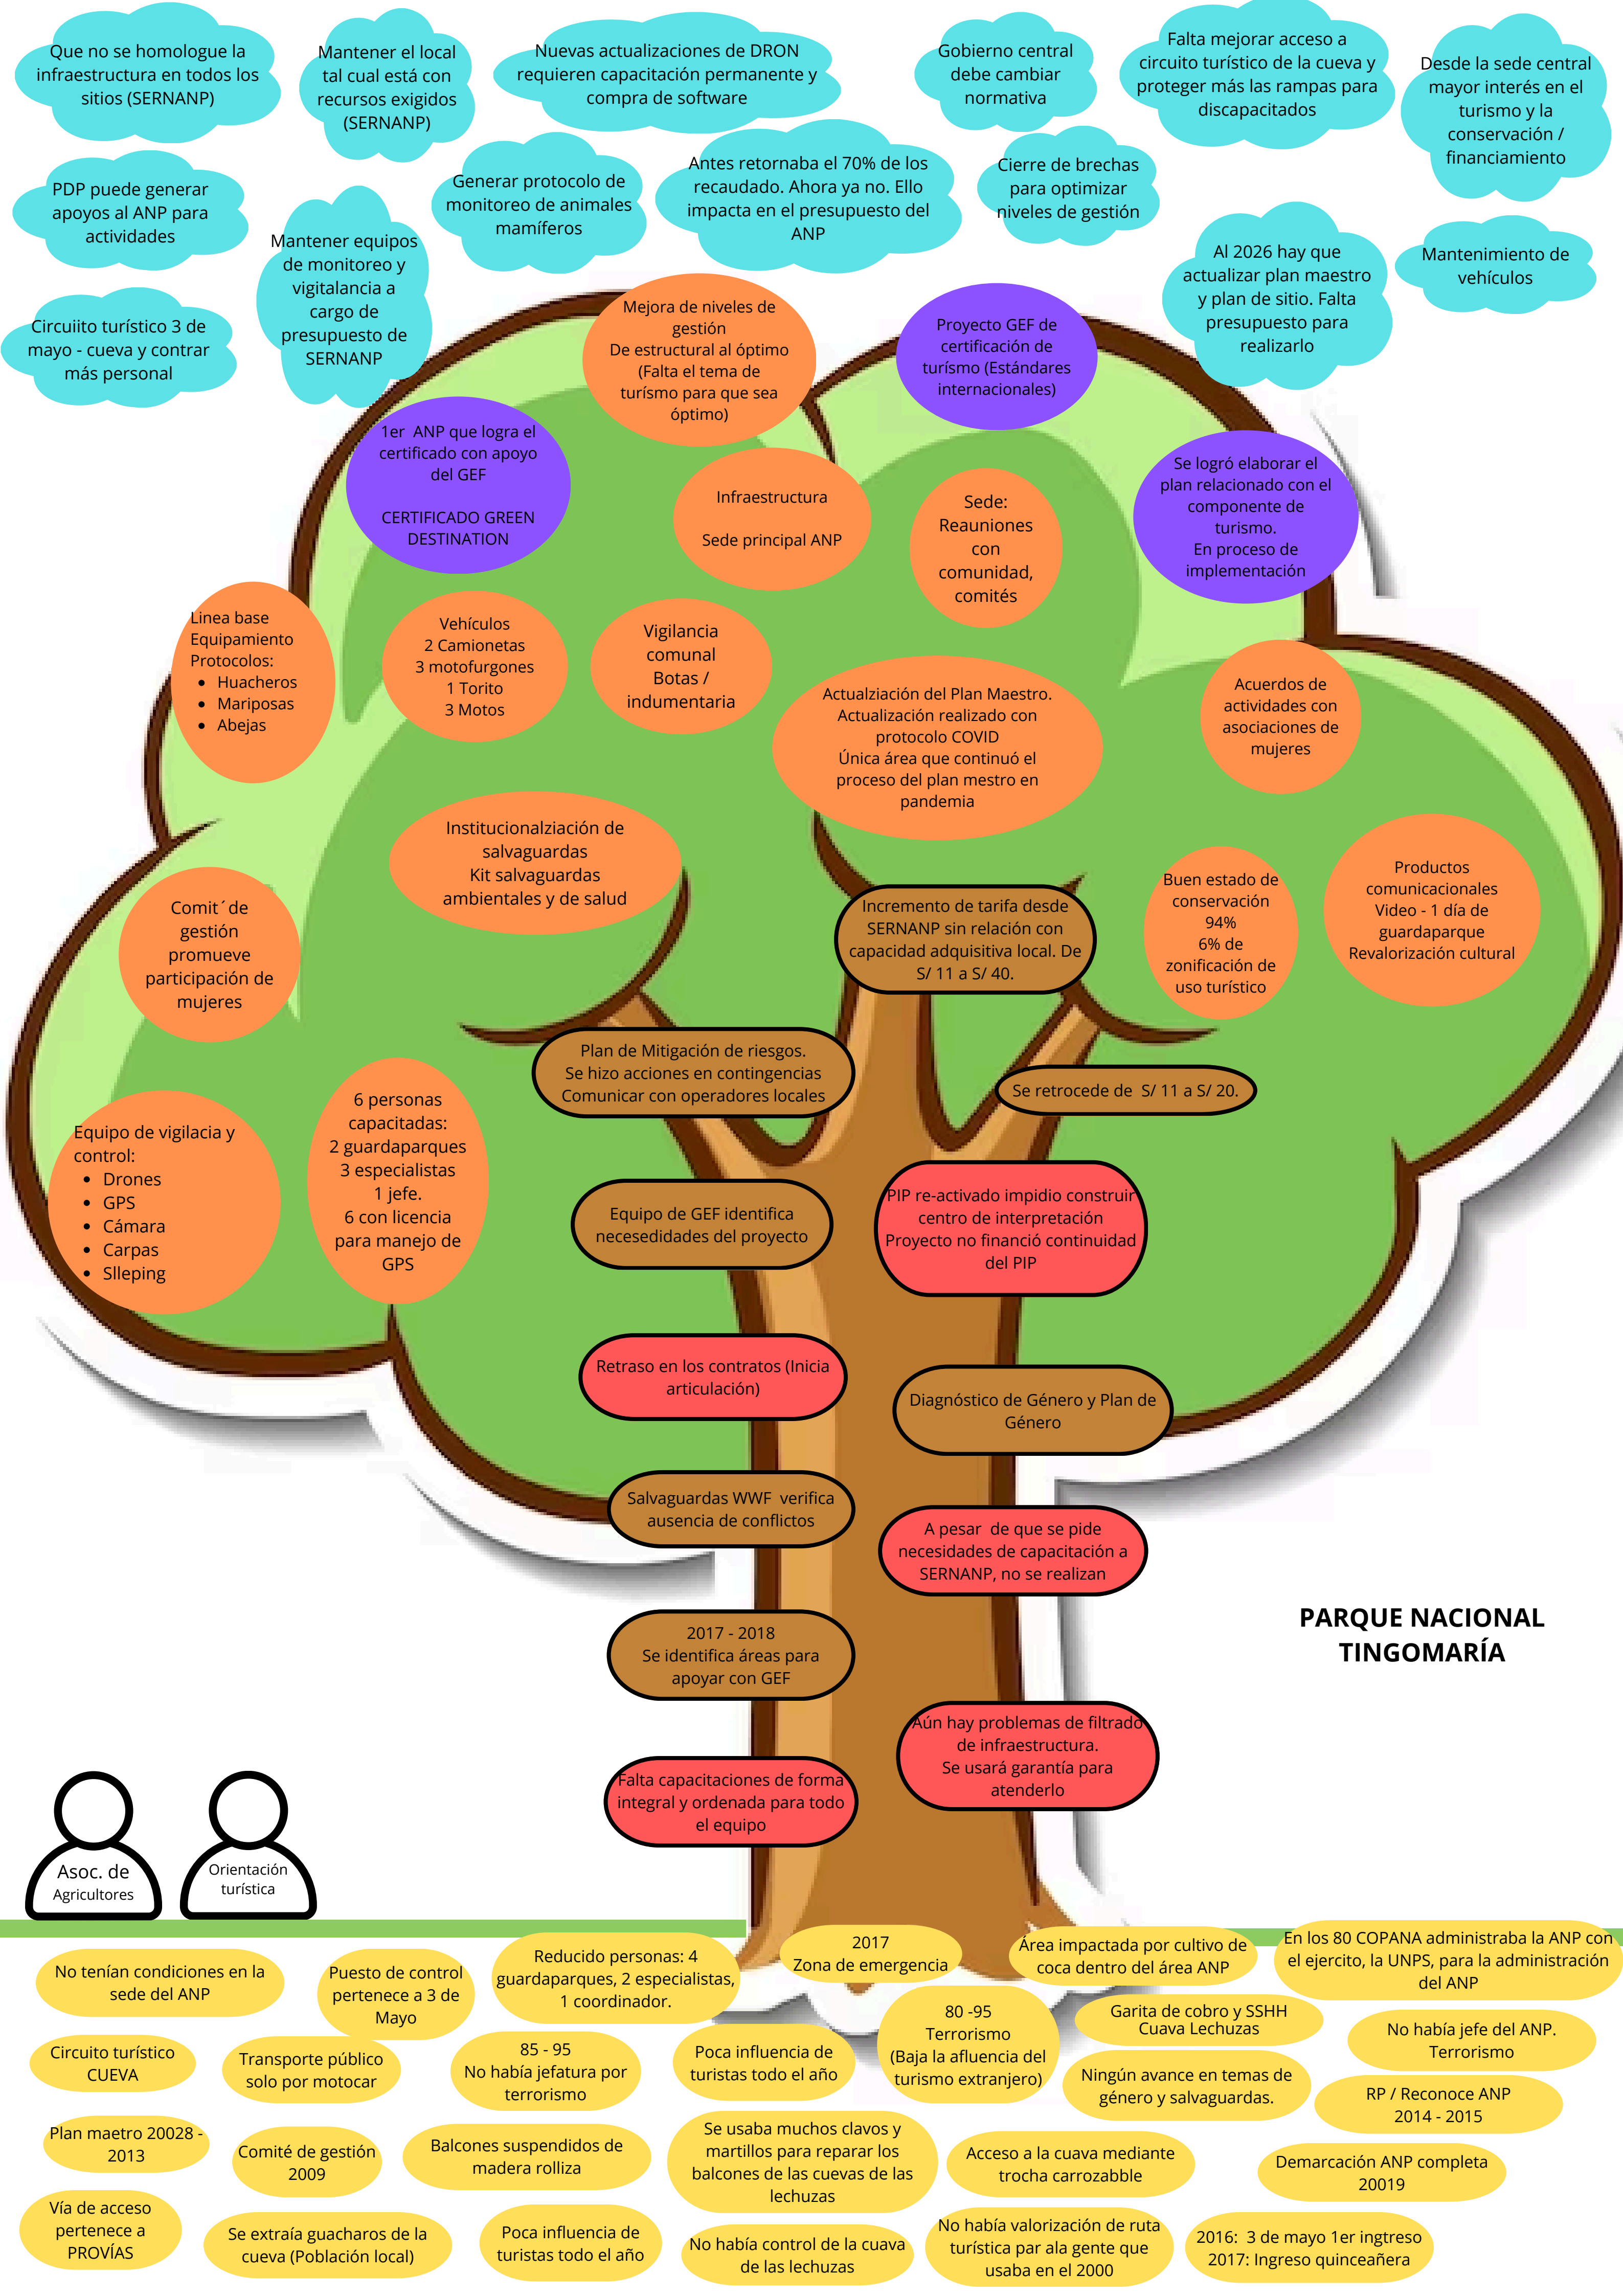 Que no se homologue la
infraestructura en todos los
sitios (SERNANP)
Mantener el local
tal cual está con
recursos exigidos
(SERNANP)
Nuevas actualizaciones de DRON
requieren capacitación permanente y
compra de software
Gobierno central
debe cambiar
normativa
Falta mejorar acceso a
circuito turístico de la cueva y
proteger más las rampas para
discapacitados
Desde la sede central
mayor interés en el
turismo y la
conservación /
financiamiento
PDP puede generar
apoyos al ANP para
actividades
Mantener equipos
de monitoreo y
vigitalancia a
cargo de
presupuesto de
SERNANP
Generar protocolo de
monitoreo de animales
mamíferos
Antes retornaba el 70% de los
recaudado. Ahora ya no. Ello
impacta en el presupuesto del
ANP
Cierre de brechas
para optimizar
niveles de gestión
Al 2026 hay que
actualizar plan maestro
y plan de sitio. Falta
presupuesto para
realizarlo
Mantenimiento de
vehículos
Circuiito turístico 3 de
mayo - cueva y contrar
más personal
Mejora de niveles de
gestión
De estructural al óptimo
(Falta el tema de
turísmo para que sea
óptimo)
Proyecto GEF de
certificación de
turísmo (Estándares
internacionales)
1er  ANP que logra el
certificado con apoyo
del GEF
CERTIFICADO GREEN
DESTINATION
Infraestructura
Sede principal ANP
Sede:
Reauniones
con
comunidad,
comités
Se logró elaborar el
plan relacionado con el
componente de
turismo.
En proceso de
implementación
Linea base
Equipamiento
Protocolos:
• Huacheros
• Mariposas
• Abejas
Vehículos
2 Camionetas
3 motofurgones
1 Torito
3 Motos
Vigilancia
comunal
Botas /
indumentaria
Actualziación del Plan Maestro.
Actualización realizado con
protocolo COVID
Única área que continuó el
proceso del plan mestro en
pandemia
Acuerdos de
actividades con
asociaciones de
mujeres
Institucionalziación de
salvaguardas
Kit salvaguardas
ambientales y de salud
Comit´de
gestión
promueve
participación de
mujeres
Incremento de tarifa desde
SERNANP sin relación con
capacidad adquisitiva local. De
S/ 11 a S/ 40.
Buen estado de
conservación
94%
6% de
zonificación de
uso turístico
Productos
comunicacionales
Video - 1 día de
guardaparque
Revalorización cultural
Plan de Mitigación de riesgos.
Se hizo acciones en contingencias
Comunicar con operadores locales
Se retrocede de  S/ 11 a S/ 20.
Equipo de vigilacia y
control:
• Drones
• GPS
• Cámara
• Carpas
• Slleping
6 personas
capacitadas:
2 guardaparques
3 especialistas
1 jefe.
6 con licencia
para manejo de
GPS
Equipo de GEF identifica
necesedidades del proyecto
PIP re-activado impidio construir
centro de interpretación
Proyecto no financió continuidad
del PIP
Retraso en los contratos (Inicia
articulación)
Diagnóstico de Género y Plan de
Género
Salvaguardas WWF  verifica
ausencia de conflictos
A pesar  de que se pide
necesidades de capacitación a
SERNANP, no se realizan
PARQUE NACIONAL
TINGOMARÍA
2017 - 2018
Se identifica áreas para
apoyar con GEF
Aún hay problemas de filtrado
de infraestructura.
Se usará garantía para
atenderlo
Falta capacitaciones de forma
integral y ordenada para todo
el equipo
Asoc. de
Agricultores
Orientación
turística
No tenían condiciones en la
sede del ANP
Puesto de control
pertenece a 3 de
Mayo
Reducido personas: 4
guardaparques, 2 especialistas,
1 coordinador.
2017
Zona de emergencia
Área impactada por cultivo de
coca dentro del área ANP
En los 80 COPANA administraba la ANP con
el ejercito, la UNPS, para la administración
del ANP
Circuito turístico
CUEVA
Transporte público
solo por motocar
85 - 95
No había jefatura por
terrorismo
Poca influencia de
turistas todo el año
80 -95
Terrorismo
(Baja la afluencia del
turismo extranjero)
Garita de cobro y SSHH
Cuava Lechuzas
No había jefe del ANP.
Terrorismo
Ningún avance en temas de
género y salvaguardas.
RP / Reconoce ANP
2014 - 2015
Plan maetro 20028 -
2013
Comité de gestión
2009
Balcones suspendidos de
madera rolliza
Se usaba muchos clavos y
martillos para reparar los
balcones de las cuevas de las
lechuzas
Acceso a la cuava mediante
trocha carrozabble
Demarcación ANP completa
20019
Vía de acceso
pertenece a
PROVÍAS
Se extraía guacharos de la
cueva (Población local)
Poca influencia de
turistas todo el año
No había control de la cuava
de las lechuzas
No había valorización de ruta
turística par ala gente que
usaba en el 2000
2016:  3 de mayo 1er ingtreso
2017: Ingreso quinceañera